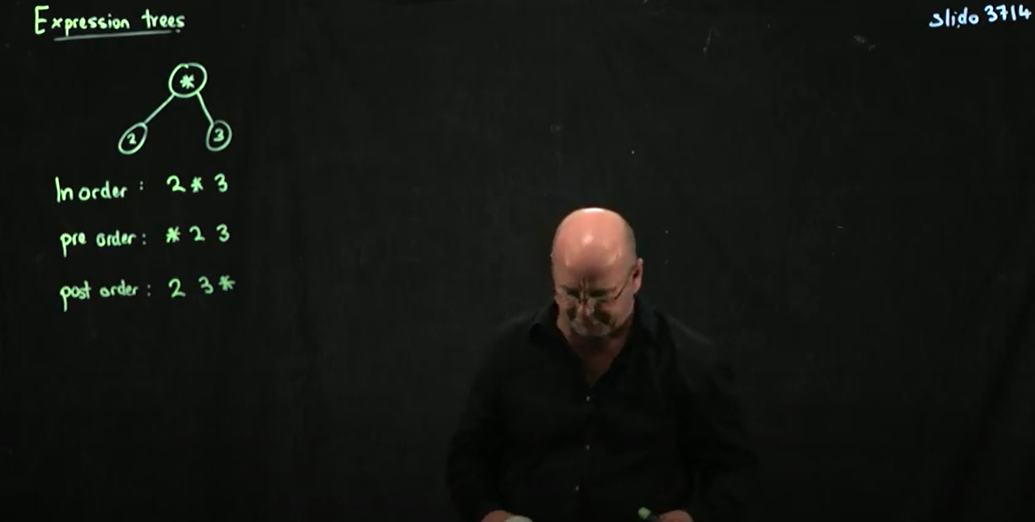 Expression trees
slido 3714
*
2 3
In order : 2 * 3
pre order : * 2 3
post order : 2 3 *